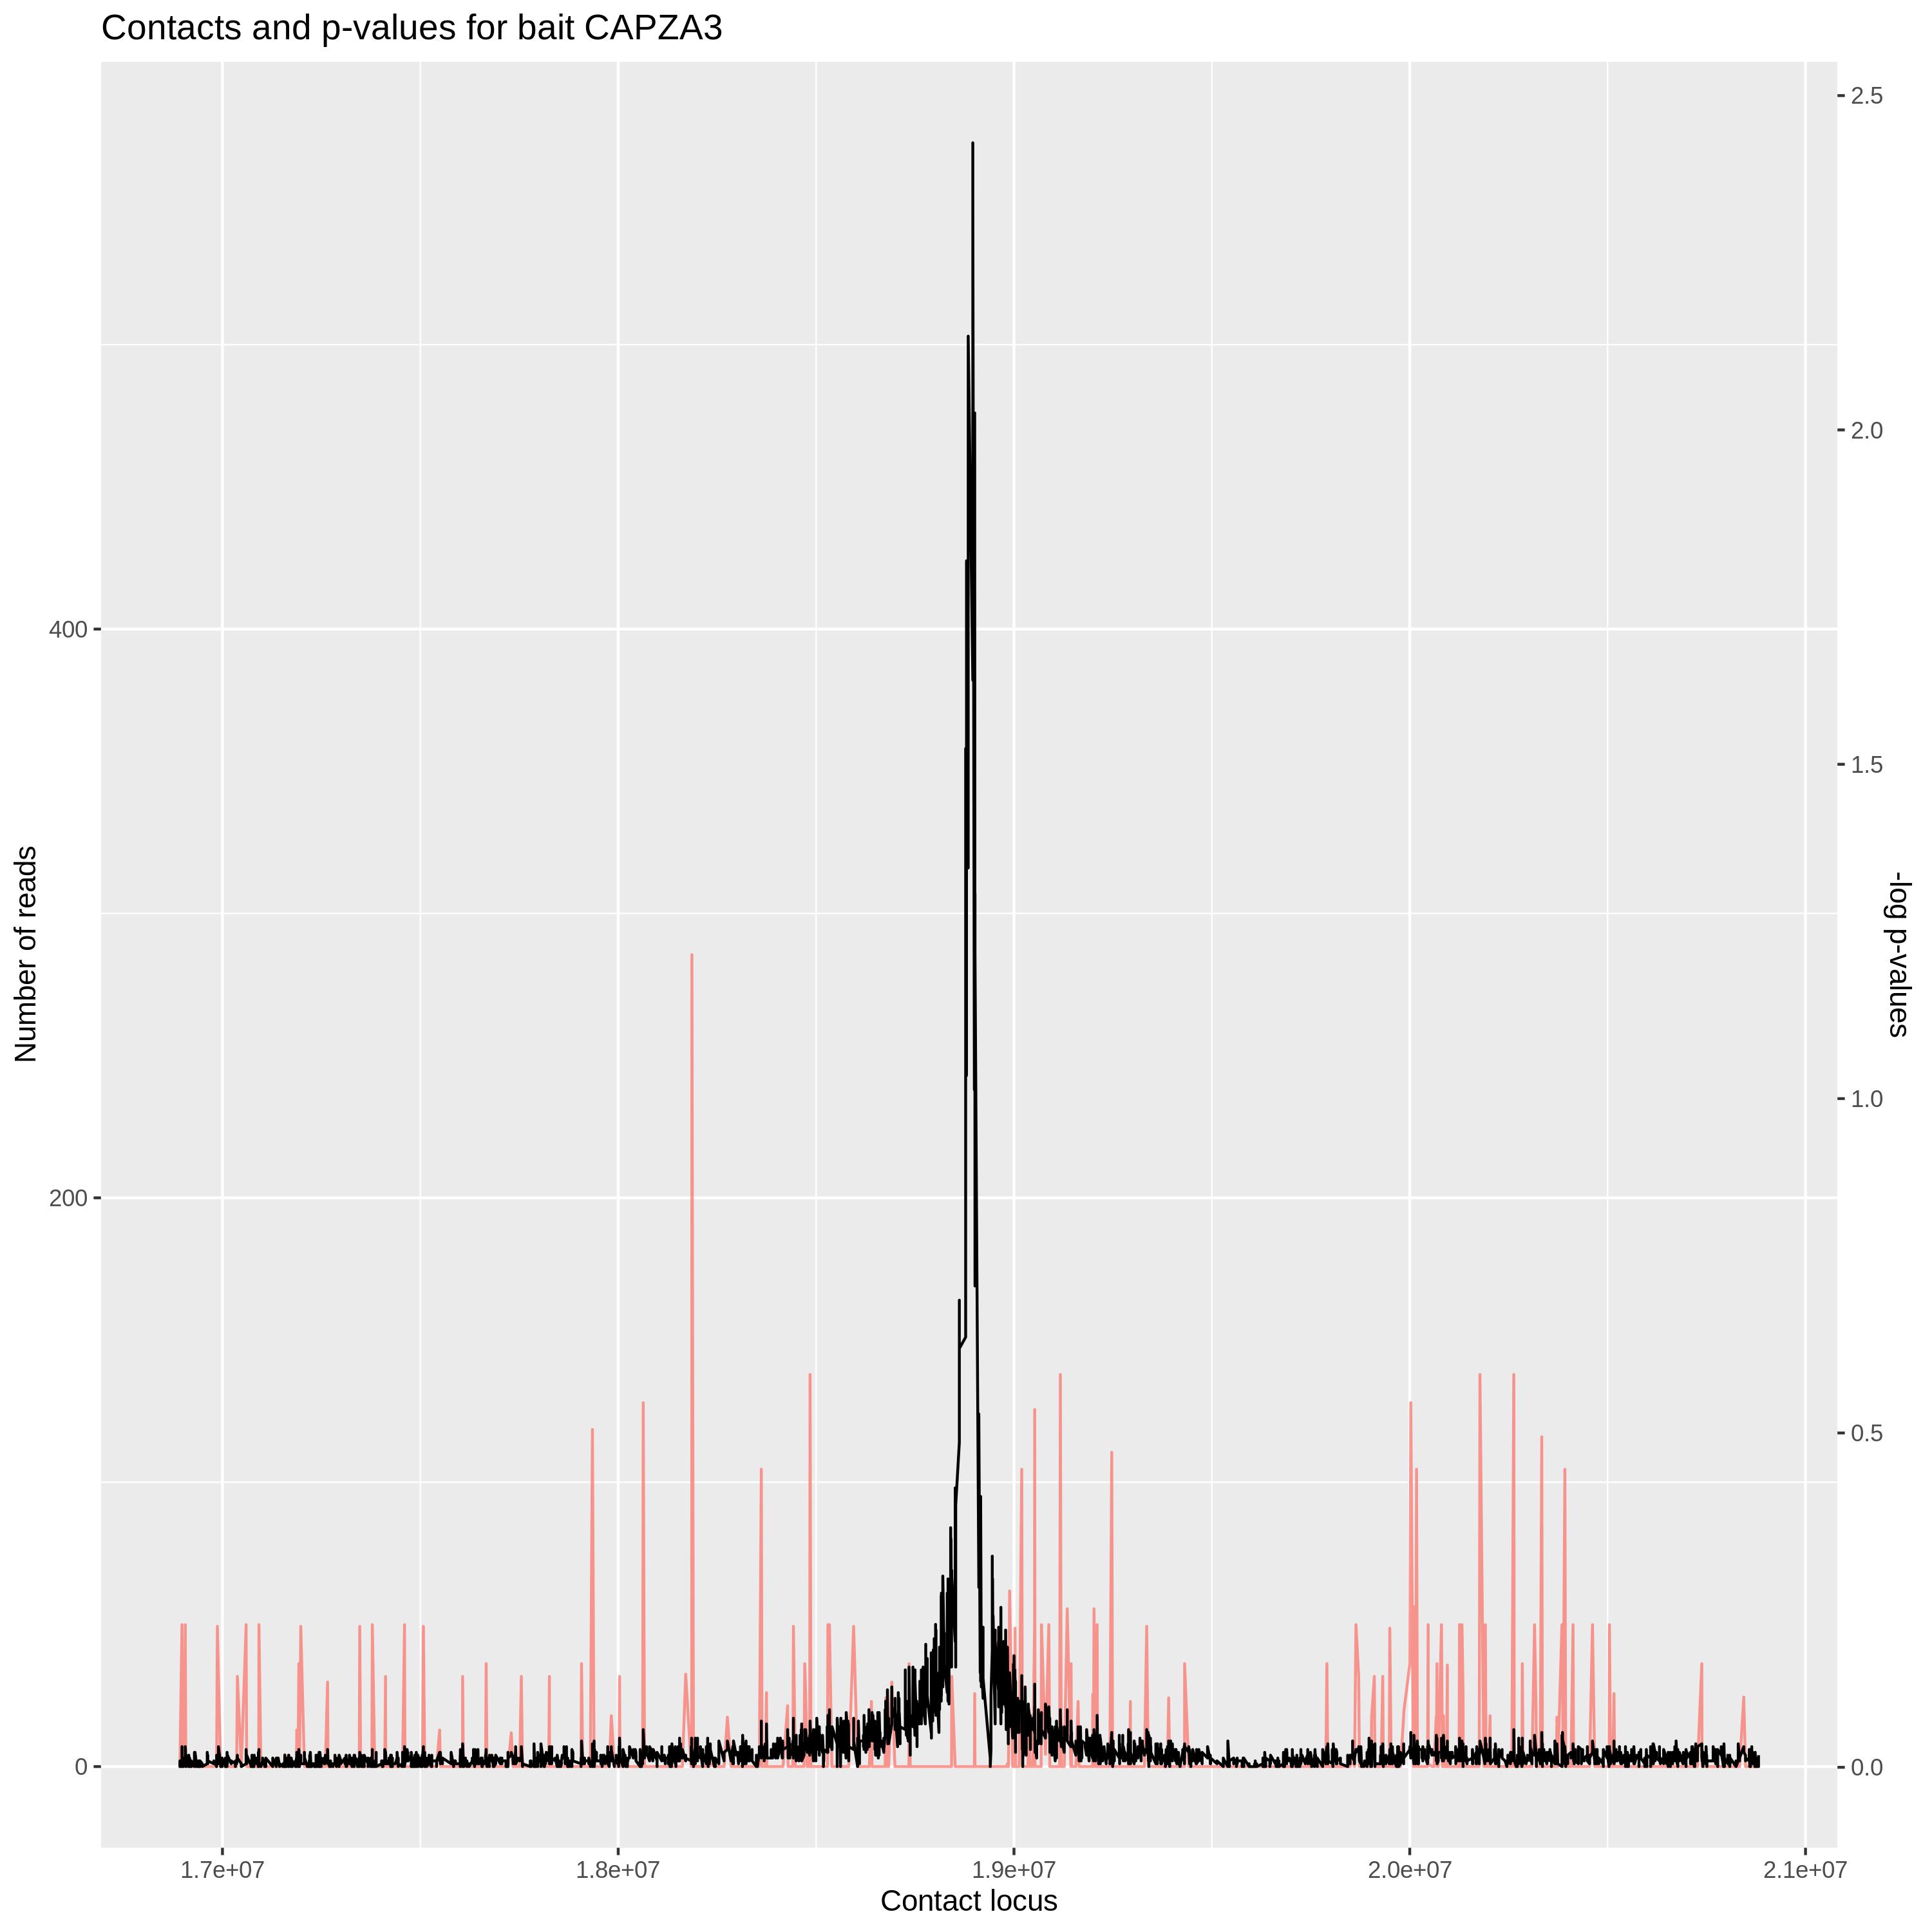 Contacts and p-values for bait CAPZA3
2.5
2.0
400
1.5
Number of reads
-log p-values
1.0
200
0.5
0
0.0
1.7e+07 1.8e+07 1.9e+07 2.0e+07 2.1e+07
Contact locus